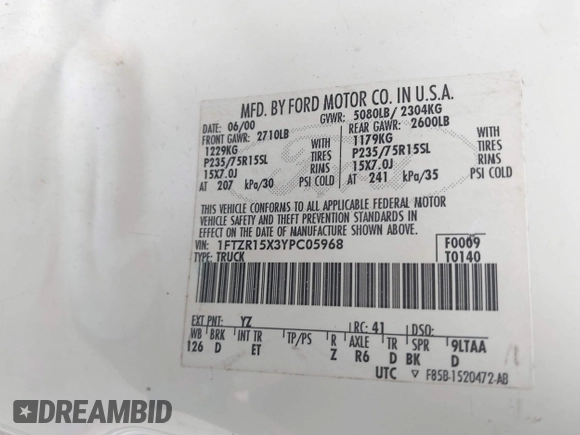 MFD. BY FORD MOTOR CO. IN U.S.A.
DATE: 06/00 GVWR: 5080LB/ 2304KG
FRONT GAWR: 2710LB REAR GAWR: 2600LB
1229KG WITH 1179KG WITH
P235/75R15SL TIRES P235/75R15SL TIRES
15X7.0J RIMS 15X7.0J RIMS
AT 207 kPa/30 PSI COLD AT 241 kPa/35 PSI COLD
THIS VEHICLE CONFORMS TO ALL APPLICABLE FEDERAL MOTOR
VEHICLE SAFETY AND THEFT PREVENTION STANDARDS IN
EFFECT ON THE DATE OF MANUFACTURE SHOWN ABOVE
VIN: 1FTZR15X3YPC05968 F0009
TYPE: TRUCK T0140
EXT PNT: YZ RC: 41 DSO:
WB BRK INT TR TP/PS R AXLE TR SPR 9LTAA
126 D ET Z R6 D BK D
UTC ▽ F85B-1520472-AB
DREAMBID